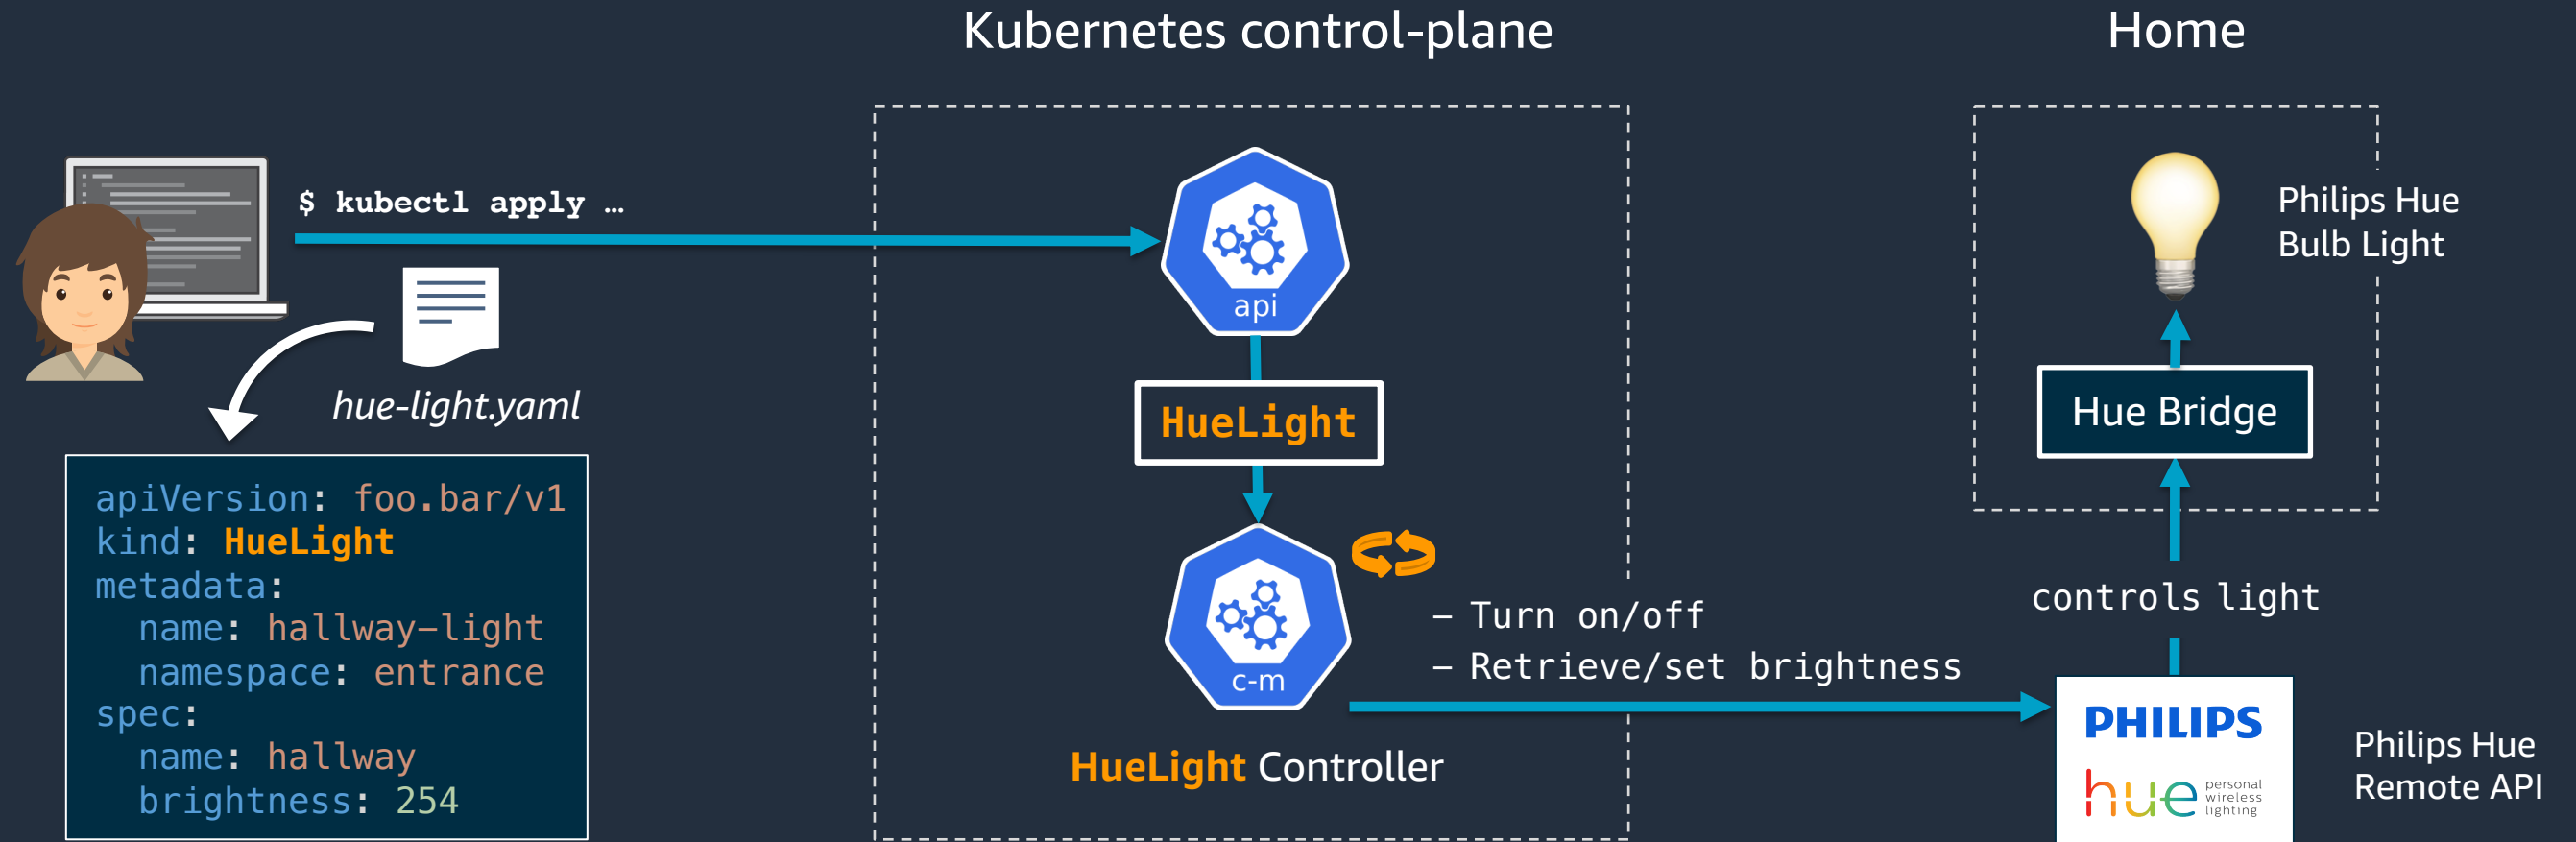 Kubernetes control-plane
Home
$ kubectl apply …
hue-light.yaml
apiVersion: foo.bar/v1
kind: HueLight
metadata:
  name: hallway-light
  namespace: entrance
spec:
  name: hallway
  brightness: 254
api
HueLight
c-m
HueLight Controller
– Turn on/off
– Retrieve/set brightness
Philips Hue
Bulb Light
Hue Bridge
controls light
PHILIPS
hue personal
wireless
lighting
Philips Hue
Remote API